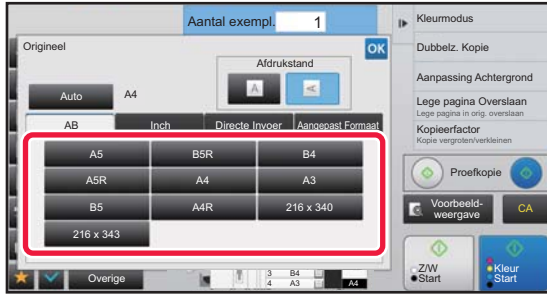 Aantal exempl. 1
Origineel
OK
Afdrukstand
A
A
Auto
A4
AB
Inch
Directe Invoer
Aangepast Formaat
A5
B5R
B4
A5R
A4
A3
B5
A4R
216 x 340
216 x 343
Overige
3 B4
4 A3
A4
Kleurmodus
Dubbelz. Kopie
Aanpassing Achtergrond
Lege pagina Overslaan
Lege pagina in orig. overslaan
Kopieerfactor
Kopie vergroten/verkleinen
Proefkopie
Voorbeeld-
weergave
CA
Z/W
Start
Kleur
Start